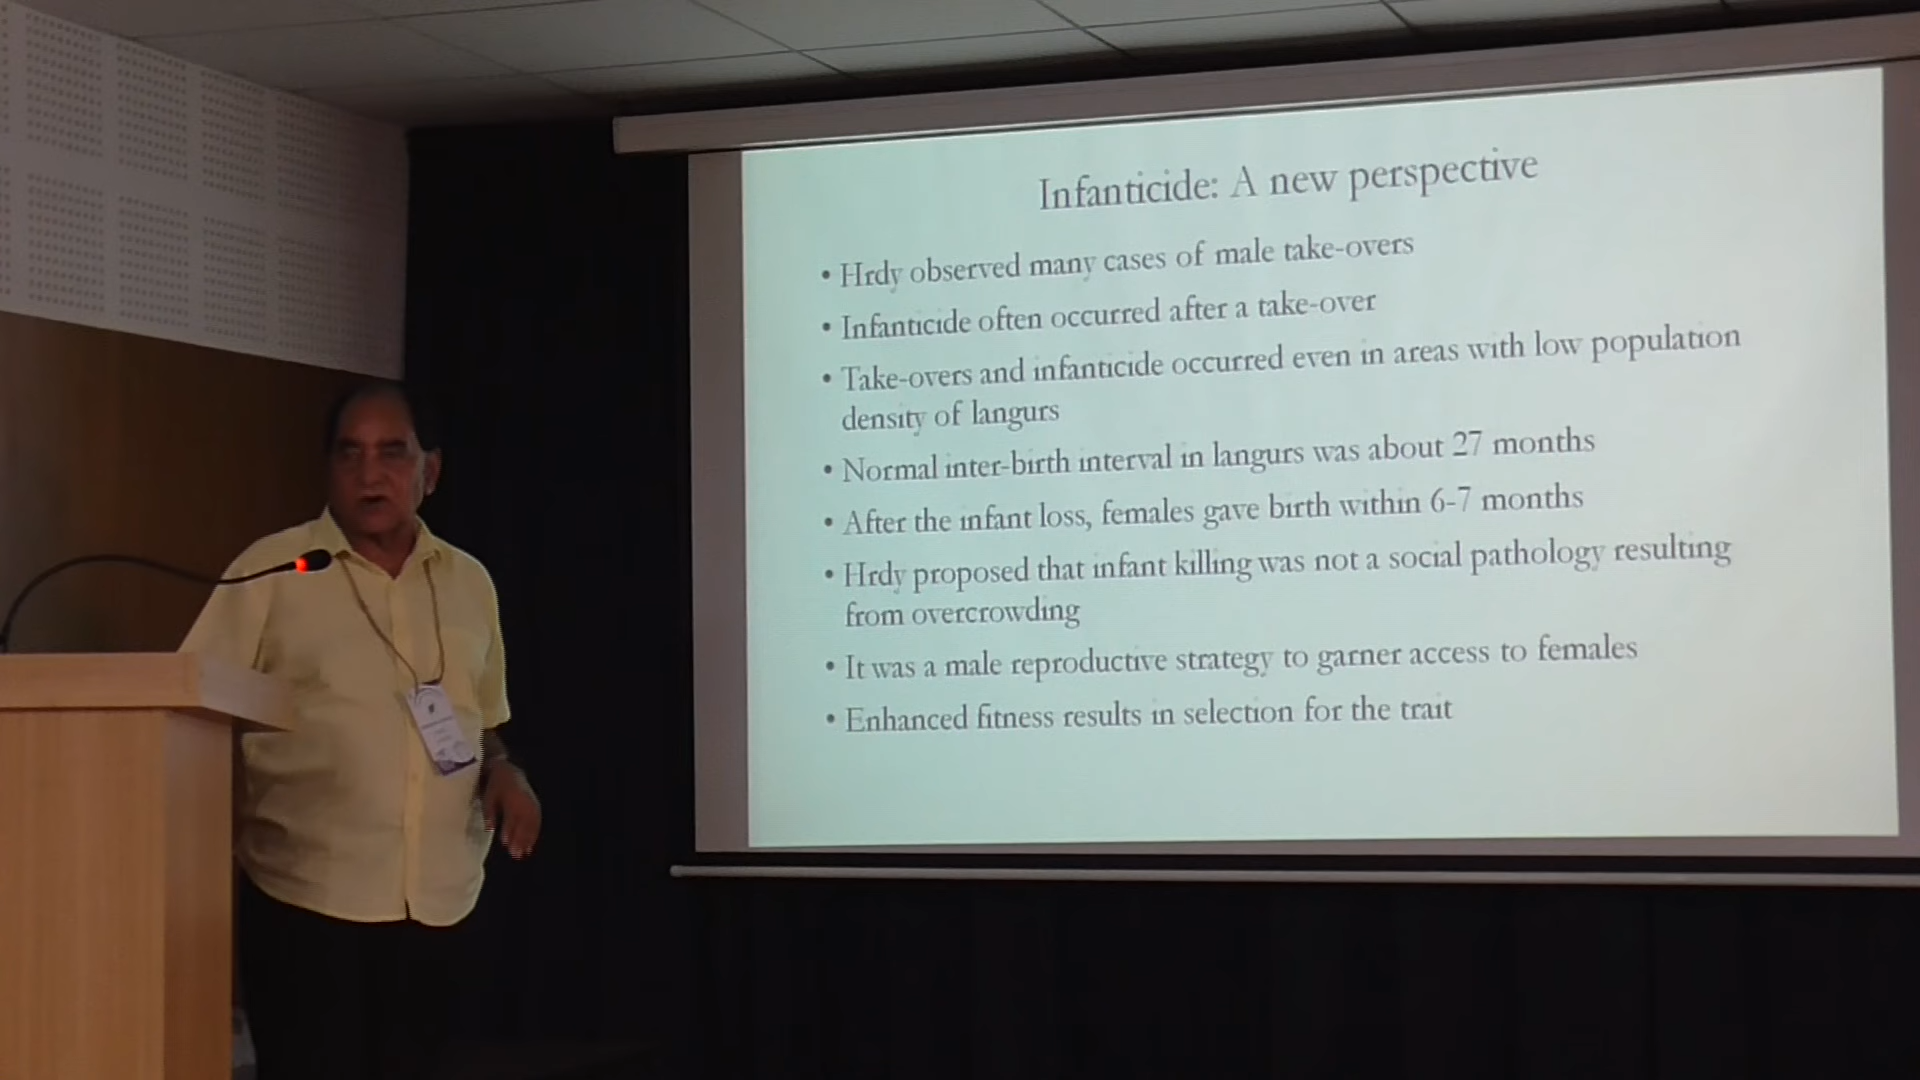 Infanticide: A new perspective
• Hrdy observed many cases of male take-overs
• Infanticide often occurred after a take-over
• Take-overs and infanticide occurred even in areas with low population
density of langurs
• Normal inter-birth interval in langurs was about 27 months
• After the infant loss, females gave birth within 6-7 months
• Hrdy proposed that infant killing was not a social pathology resulting
from overcrowding
• It was a male reproductive strategy to garner access to females
• Enhanced fitness results in selection for the trait